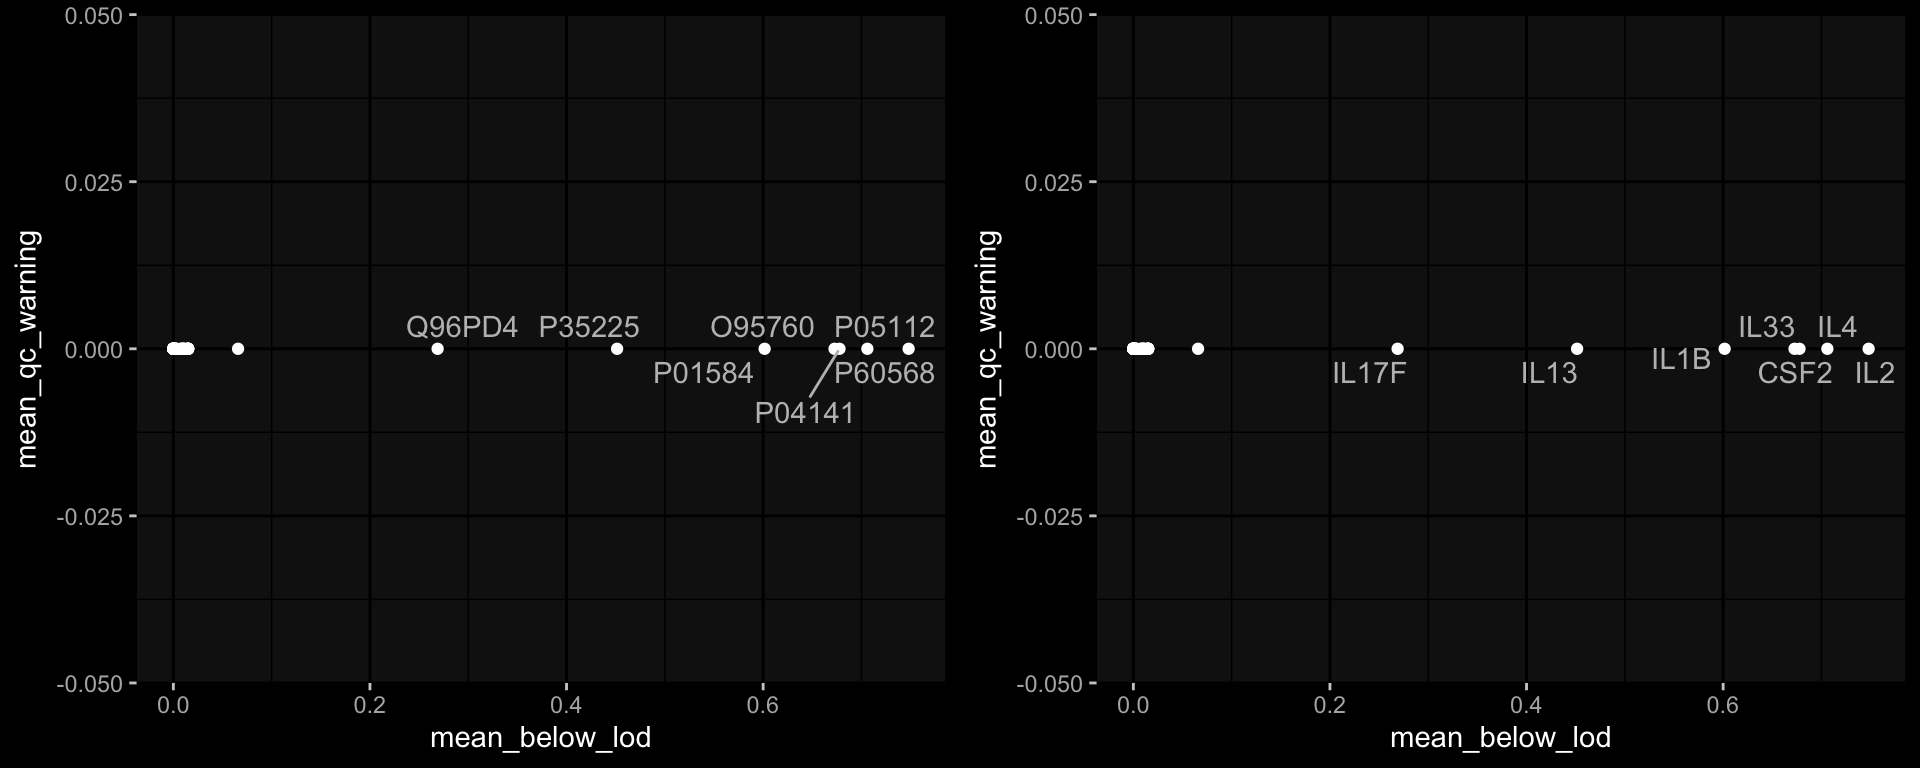 0.050
0.025
0.000
-0.025
-0.050
mean_qc_warning
Q96PD4 P35225 O95760 P05112
P01584 P60568
P04141
0.0 0.2 0.4 0.6
mean_below_lod
0.050
0.025
0.000
-0.025
-0.050
mean_qc_warning
IL33 IL4
IL1B
IL17F IL13 CSF2 IL2
0.0 0.2 0.4 0.6
mean_below_lod